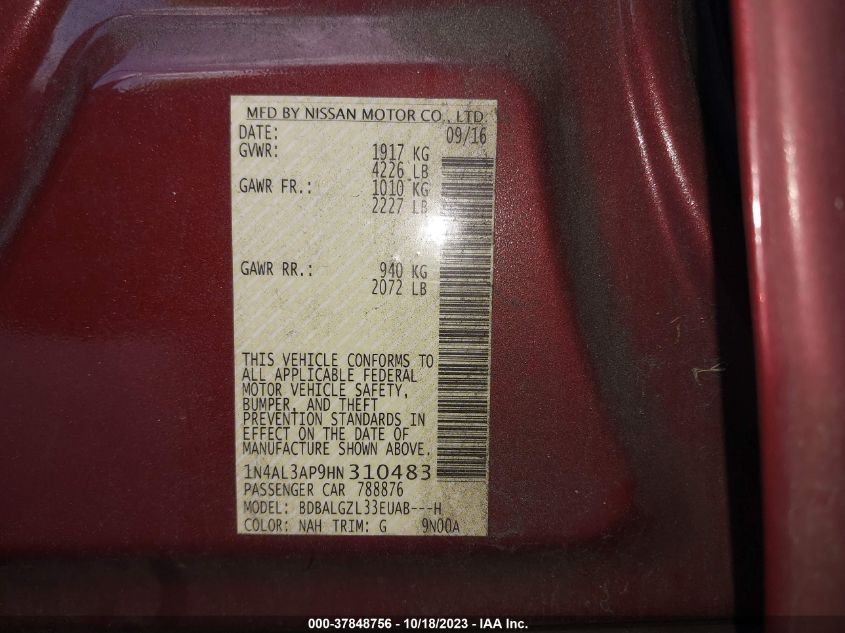 MFD BY NISSAN MOTOR CO., LTD.
DATE: 09/16
GVWR: 1917 KG
4226 LB
GAWR FR.: 1010 KG
2227 LB
GAWR RR.: 940 KG
2072 LB
THIS VEHICLE CONFORMS TO
ALL APPLICABLE FEDERAL
MOTOR VEHICLE SAFETY,
BUMPER, AND THEFT
PREVENTION STANDARDS IN
EFFECT ON THE DATE OF
MANUFACTURE SHOWN ABOVE.
1N4AL3AP9HN310483
PASSENGER CAR 788876
MODEL: BDBALGZL33EUAB---H
COLOR: NAH TRIM: G 9N00A
000-37848756 - 10/18/2023 - IAA Inc.